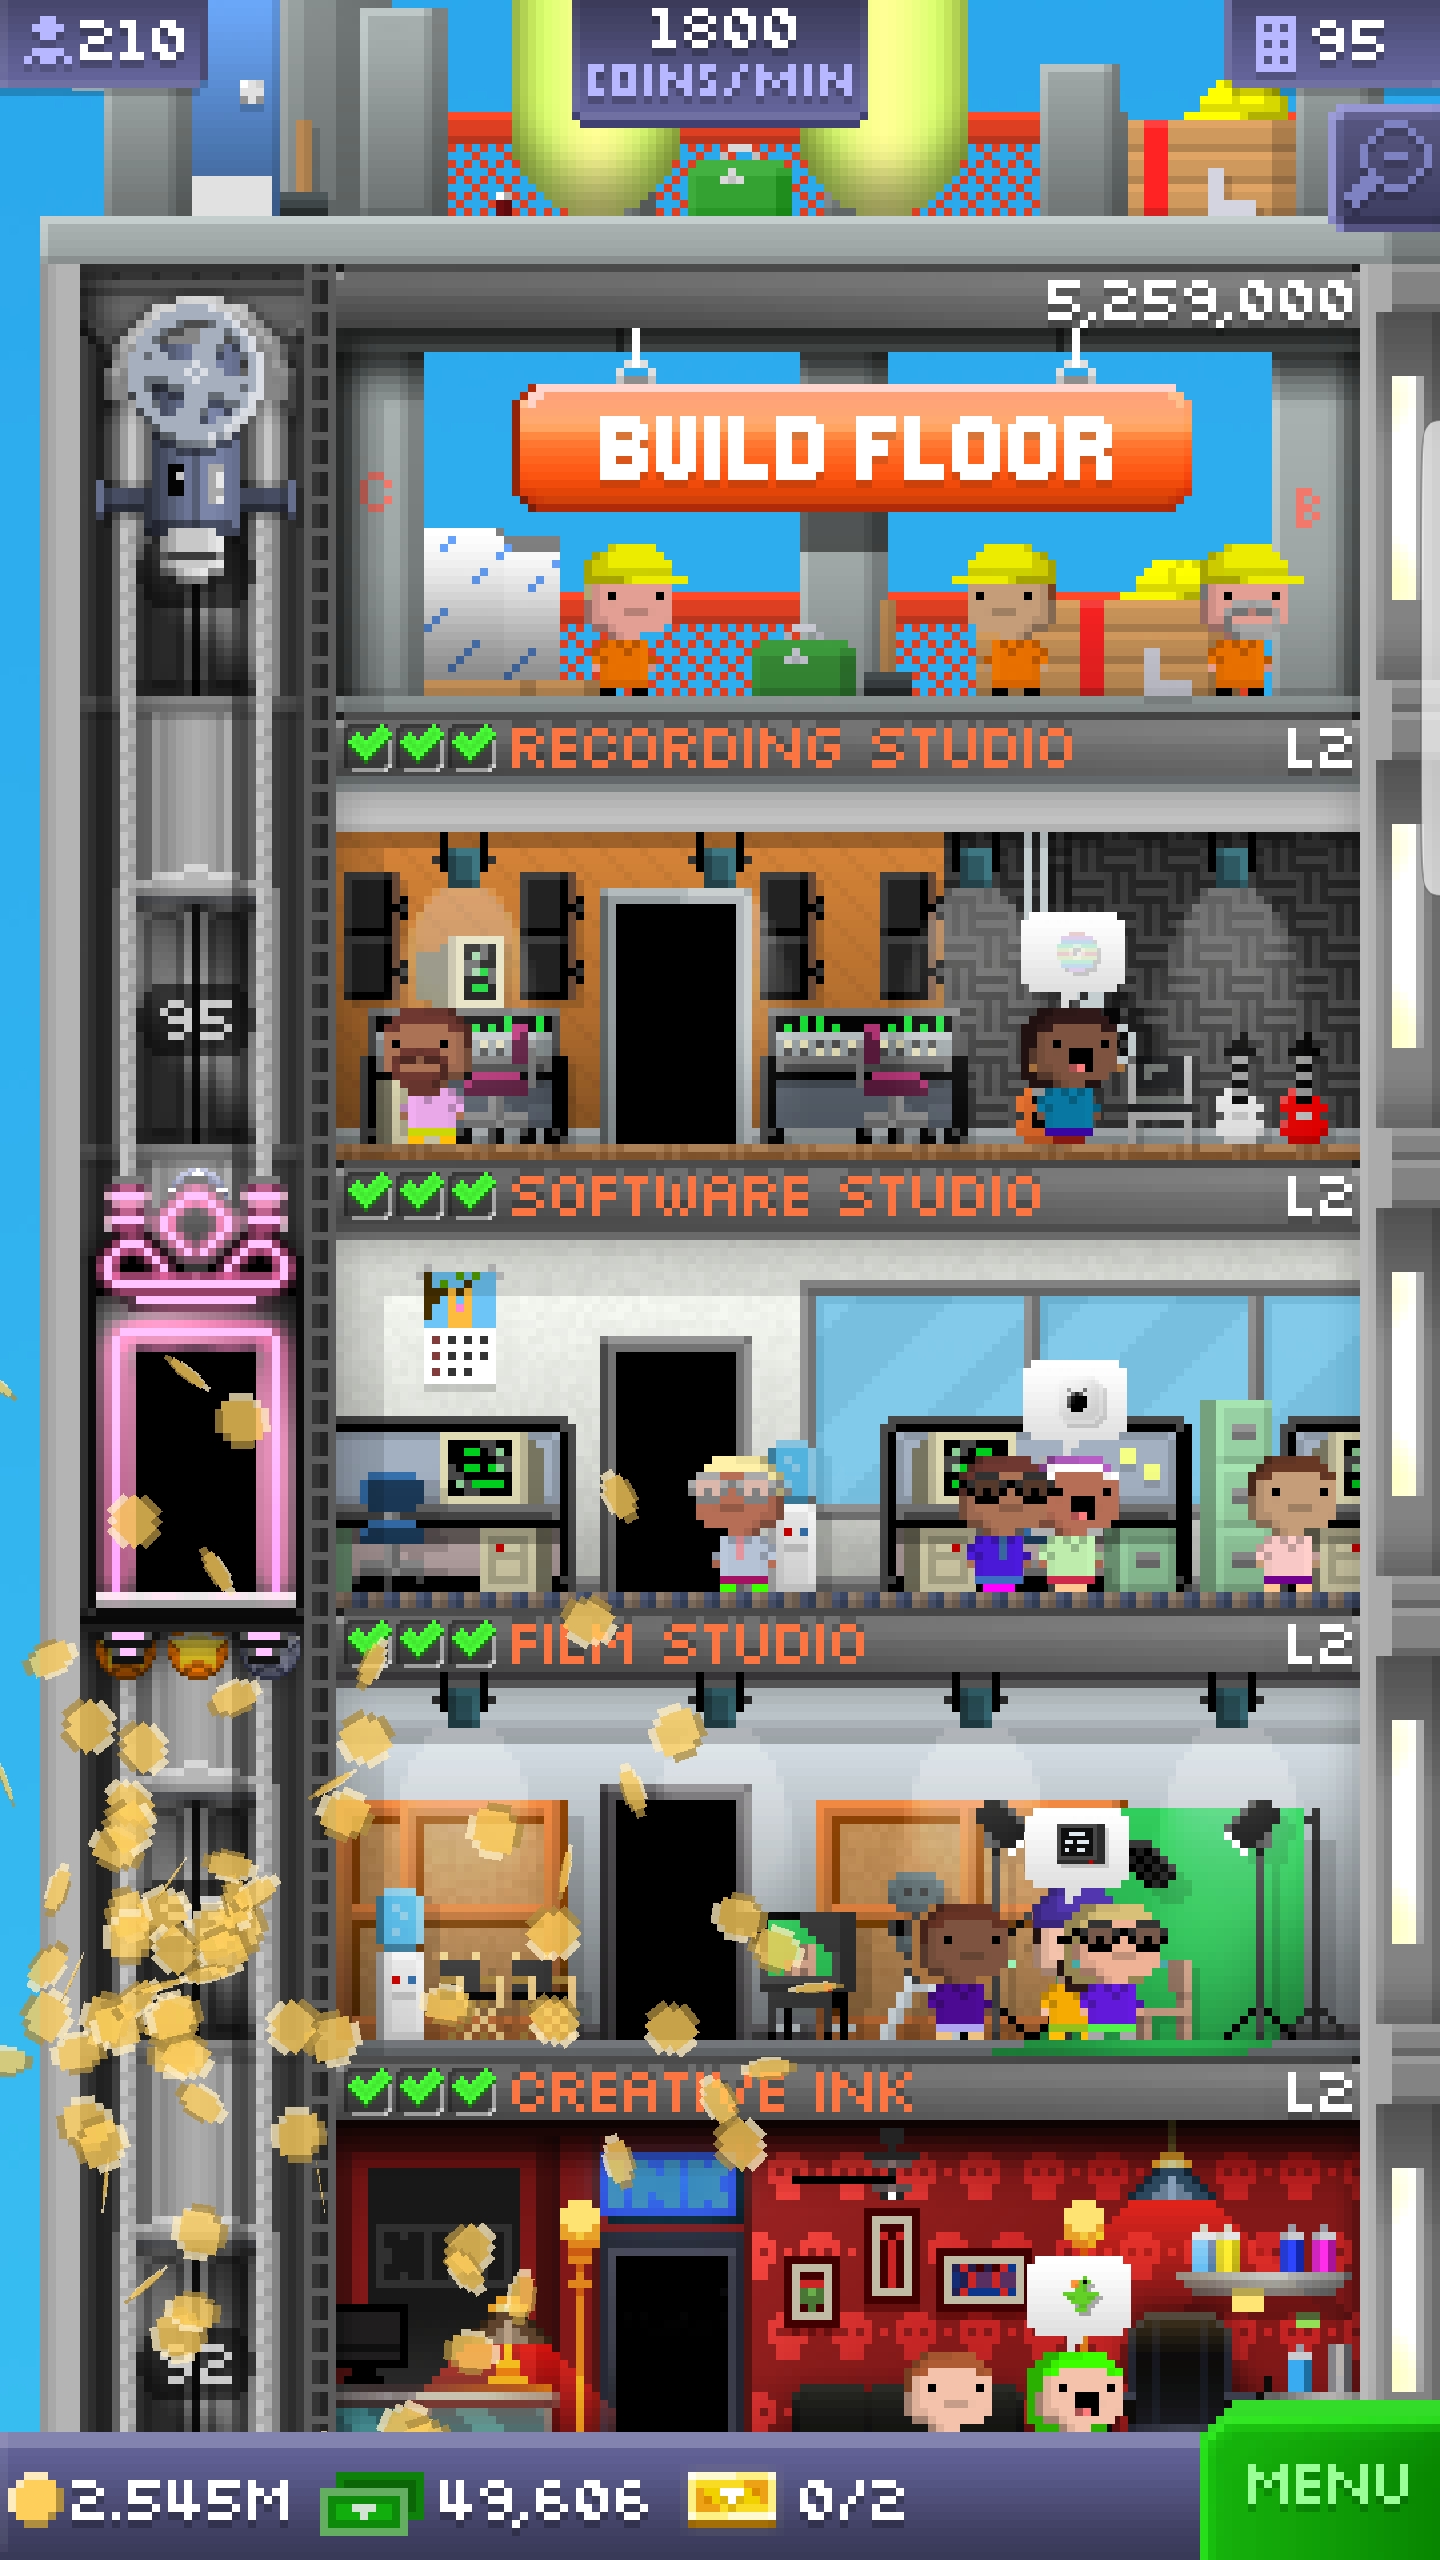 210
1800
COINS/MIN
95
5,259,000
BUILD FLOOR
C
B
RECORDING STUDIO L2
95
SOFTWARE STUDIO L2
FILM STUDIO L2
CREATIVE INK L2
INK
92
2.545M 49,606 0/2
MENU